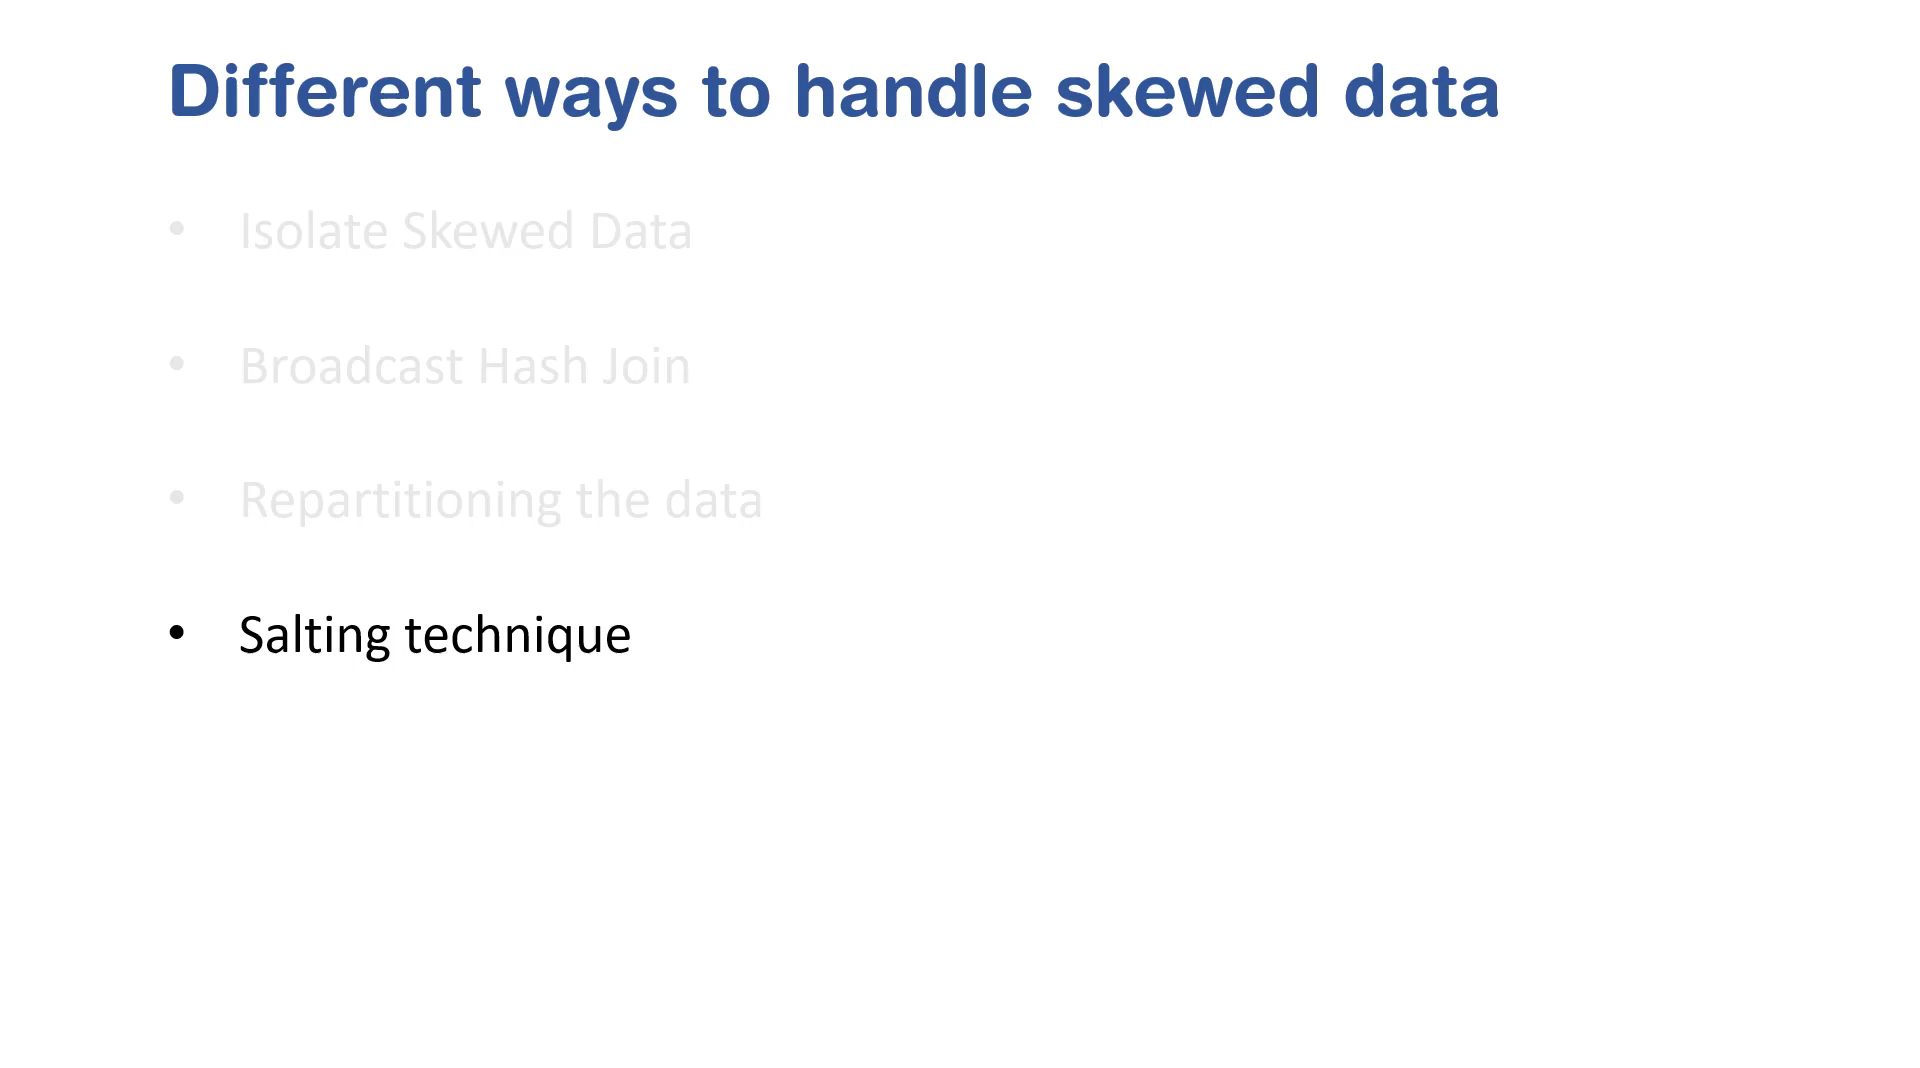 Different ways to handle skewed data
• Isolate Skewed Data
• Broadcast Hash Join
• Repartitioning the data
• Salting technique